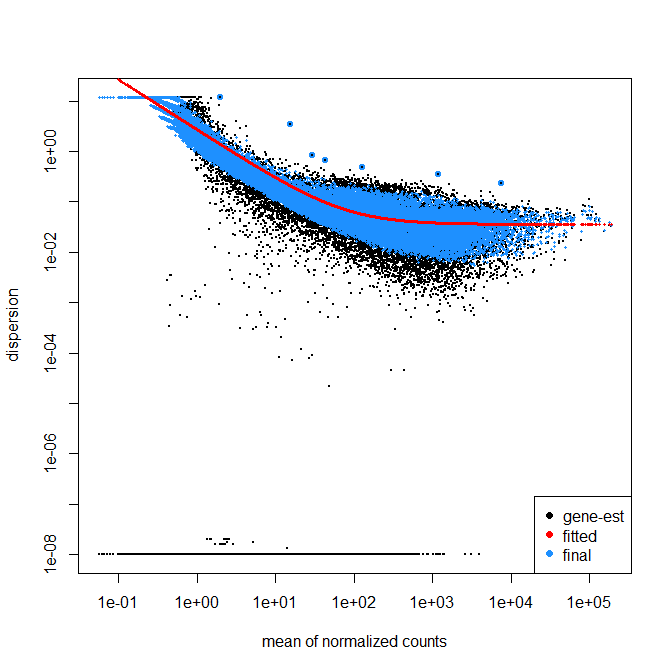 1e+00
1e-02
1e-04
1e-06
1e-08
dispersion
1e-01 1e+00 1e+01 1e+02 1e+03 1e+04 1e+05
mean of normalized counts
gene-est
fitted
final